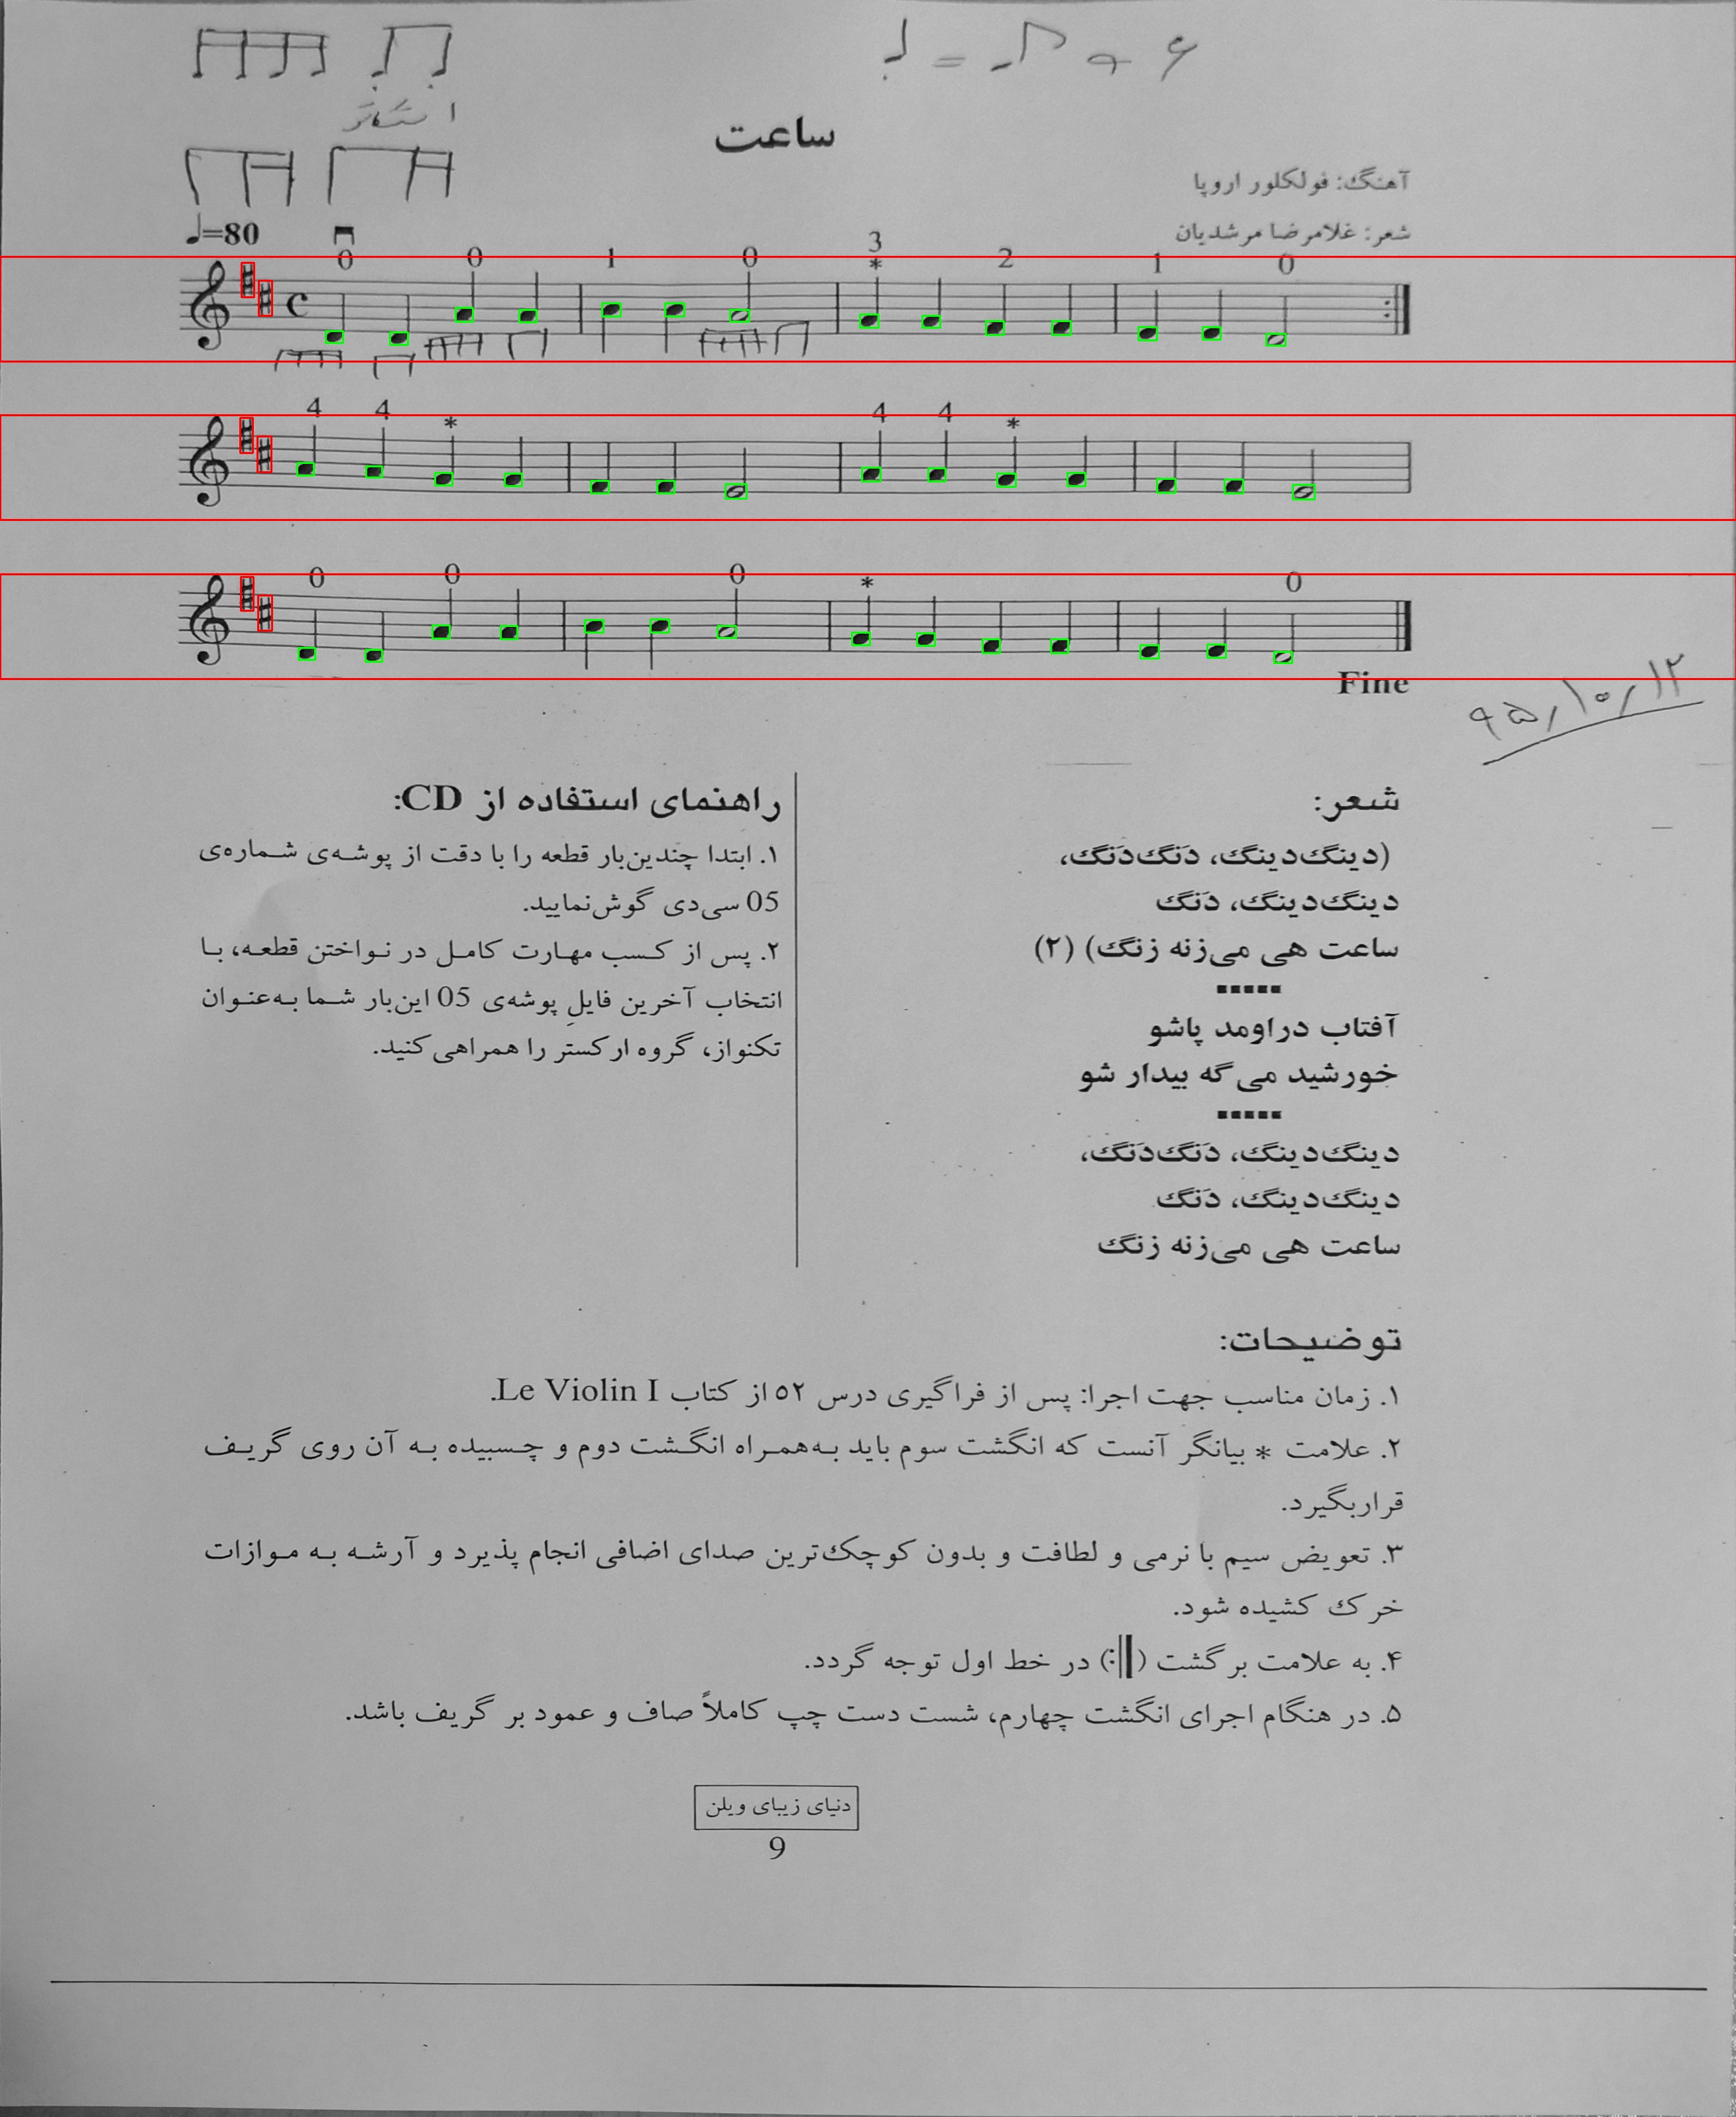 استکاتو
ساعت
آهنگ: فولکلور اروپا
شعر: غلامرضا مرشدیان
♩=80
0 0 1 0 3 2 1 0
*
4 4 * 4 4 *
0 0 0 * 0
Fine
۹۵/۱۰/۱۲
شعر:
(دینگ‌دینگ، دَنگ‌دَنگ،
دینگ‌دینگ، دَنگ
ساعت هی می‌زنه زنگ) (۲)
آفتاب دراومد پاشو
خورشید می‌گه بیدار شو
دینگ‌دینگ، دَنگ‌دَنگ،
دینگ‌دینگ، دَنگ
ساعت هی می‌زنه زنگ
راهنمای استفاده از CD:
۱. ابتدا چندین‌بار قطعه را با دقت از پوشه‌ی شماره‌ی
05 سی‌دی گوش‌نمایید.
۲. پس از کسب مهارت کامل در نواختن قطعه، با
انتخاب آخرین فایلِ پوشه‌ی 05 این‌بار شما به‌عنوان
تکنواز، گروه ارکستر را همراهی‌کنید.
توضیحات:
۱. زمان مناسب جهت اجرا: پس از فراگیری درس ۵۲ از کتاب Le Violin I.
۲. علامت * بیانگر آنست که انگشت سوم باید به‌همراه انگشت دوم و چسبیده به آن روی گریف
قراربگیرد.
۳. تعویض سیم با نرمی و لطافت و بدون کوچک‌ترین صدای اضافی انجام پذیرد و آرشه به موازات
خرک کشیده شود.
۴. به علامت برگشت (:||) در خط اول توجه گردد.
۵. در هنگام اجرای انگشت چهارم، شست دست چپ کاملاً صاف و عمود بر گریف باشد.
دنیای زیبای ویلن
9